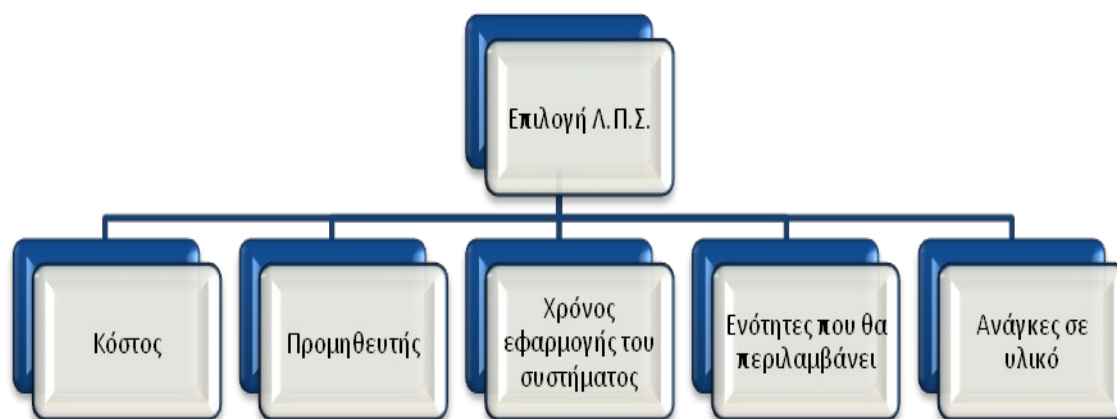 Επιλογή Λ.Π.Σ.
Κόστος
Προμηθευτής
Χρόνος
εφαρμογής του
συστήματος
Ενότητες που θα
περιλαμβάνει
Ανάγκες σε
υλικό